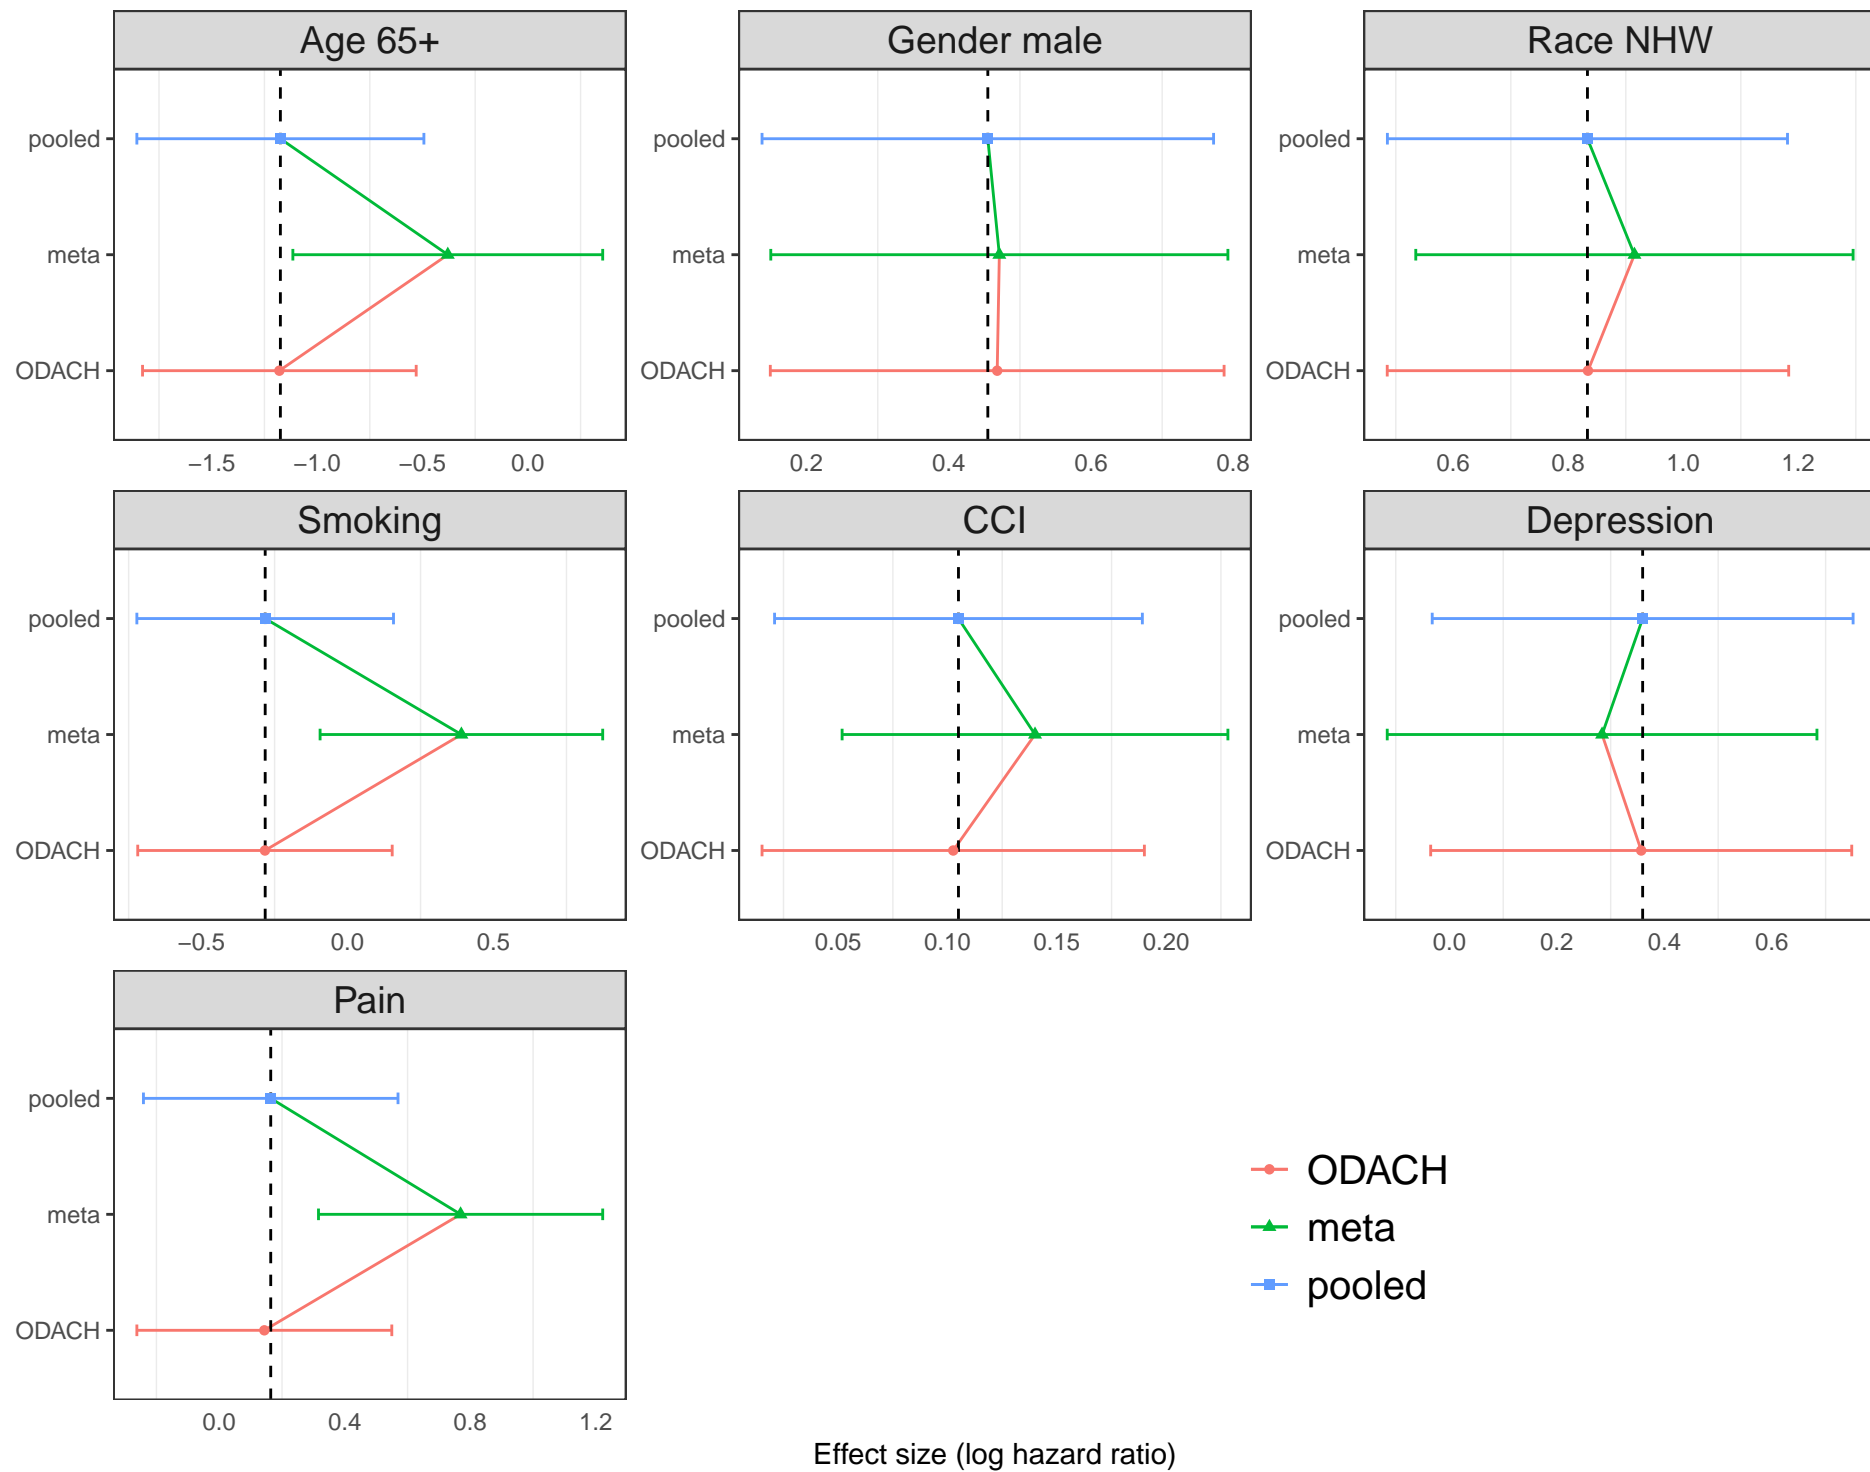 Age 65+
Gender male
Race NHW
pooled
meta
ODACH
−1.5 −1.0 −0.5 0.0
pooled
meta
ODACH
0.2 0.4 0.6 0.8
pooled
meta
ODACH
0.6 0.8 1.0 1.2
Smoking
CCI
Depression
pooled
meta
ODACH
−0.5 0.0 0.5
pooled
meta
ODACH
0.05 0.10 0.15 0.20
pooled
meta
ODACH
0.0 0.2 0.4 0.6
Pain
pooled
meta
ODACH
0.0 0.4 0.8 1.2
ODACH
meta
pooled
Effect size (log hazard ratio)